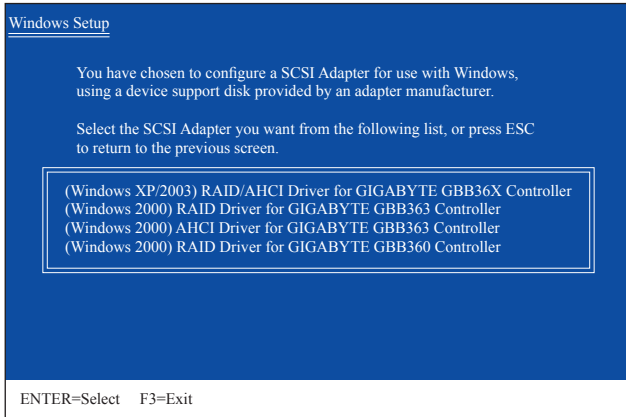 Windows Setup
You have chosen to configure a SCSI Adapter for use with Windows,
using a device support disk provided by an adapter manufacturer.
Select the SCSI Adapter you want from the following list, or press ESC
to return to the previous screen.
(Windows XP/2003) RAID/AHCI Driver for GIGABYTE GBB36X Controller
(Windows 2000) RAID Driver for GIGABYTE GBB363 Controller
(Windows 2000) AHCI Driver for GIGABYTE GBB363 Controller
(Windows 2000) RAID Driver for GIGABYTE GBB360 Controller
ENTER=Select F3=Exit